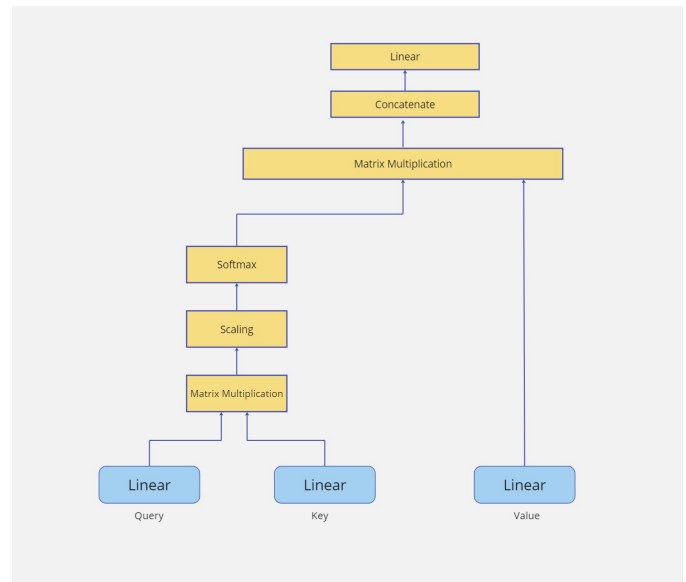 Linear
Concatenate
Matrix Multiplication
Softmax
Scaling
Matrix Multiplication
Linear
Linear
Linear
Query
Key
Value